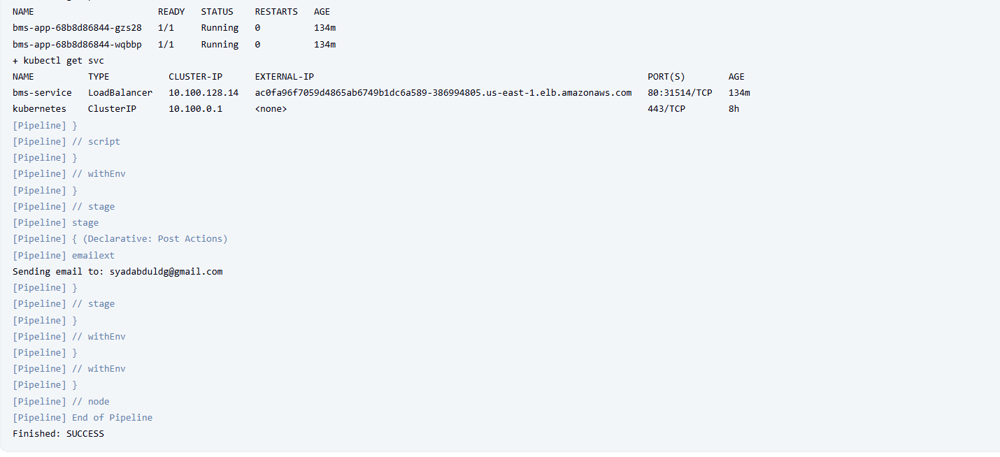 NAME READY STATUS RESTARTS AGE
bms-app-68b8d86844-gzs28 1/1 Running 0 134m
bms-app-68b8d86844-wqbbp 1/1 Running 0 134m
+ kubectl get svc
NAME TYPE CLUSTER-IP EXTERNAL-IP PORT(S) AGE
bms-service LoadBalancer 10.100.128.14 ac0fa96f7059d4865ab6749b1dc6a589-386994805.us-east-1.elb.amazonaws.com 80:31514/TCP 134m
kubernetes ClusterIP 10.100.0.1 <none> 443/TCP 8h
[Pipeline] }
[Pipeline] // script
[Pipeline] }
[Pipeline] // withEnv
[Pipeline] }
[Pipeline] // stage
[Pipeline] stage
[Pipeline] { (Declarative: Post Actions)
[Pipeline] emailext
Sending email to: syadabduldg@gmail.com
[Pipeline] }
[Pipeline] // stage
[Pipeline] }
[Pipeline] // withEnv
[Pipeline] }
[Pipeline] // withEnv
[Pipeline] }
[Pipeline] // node
[Pipeline] End of Pipeline
Finished: SUCCESS